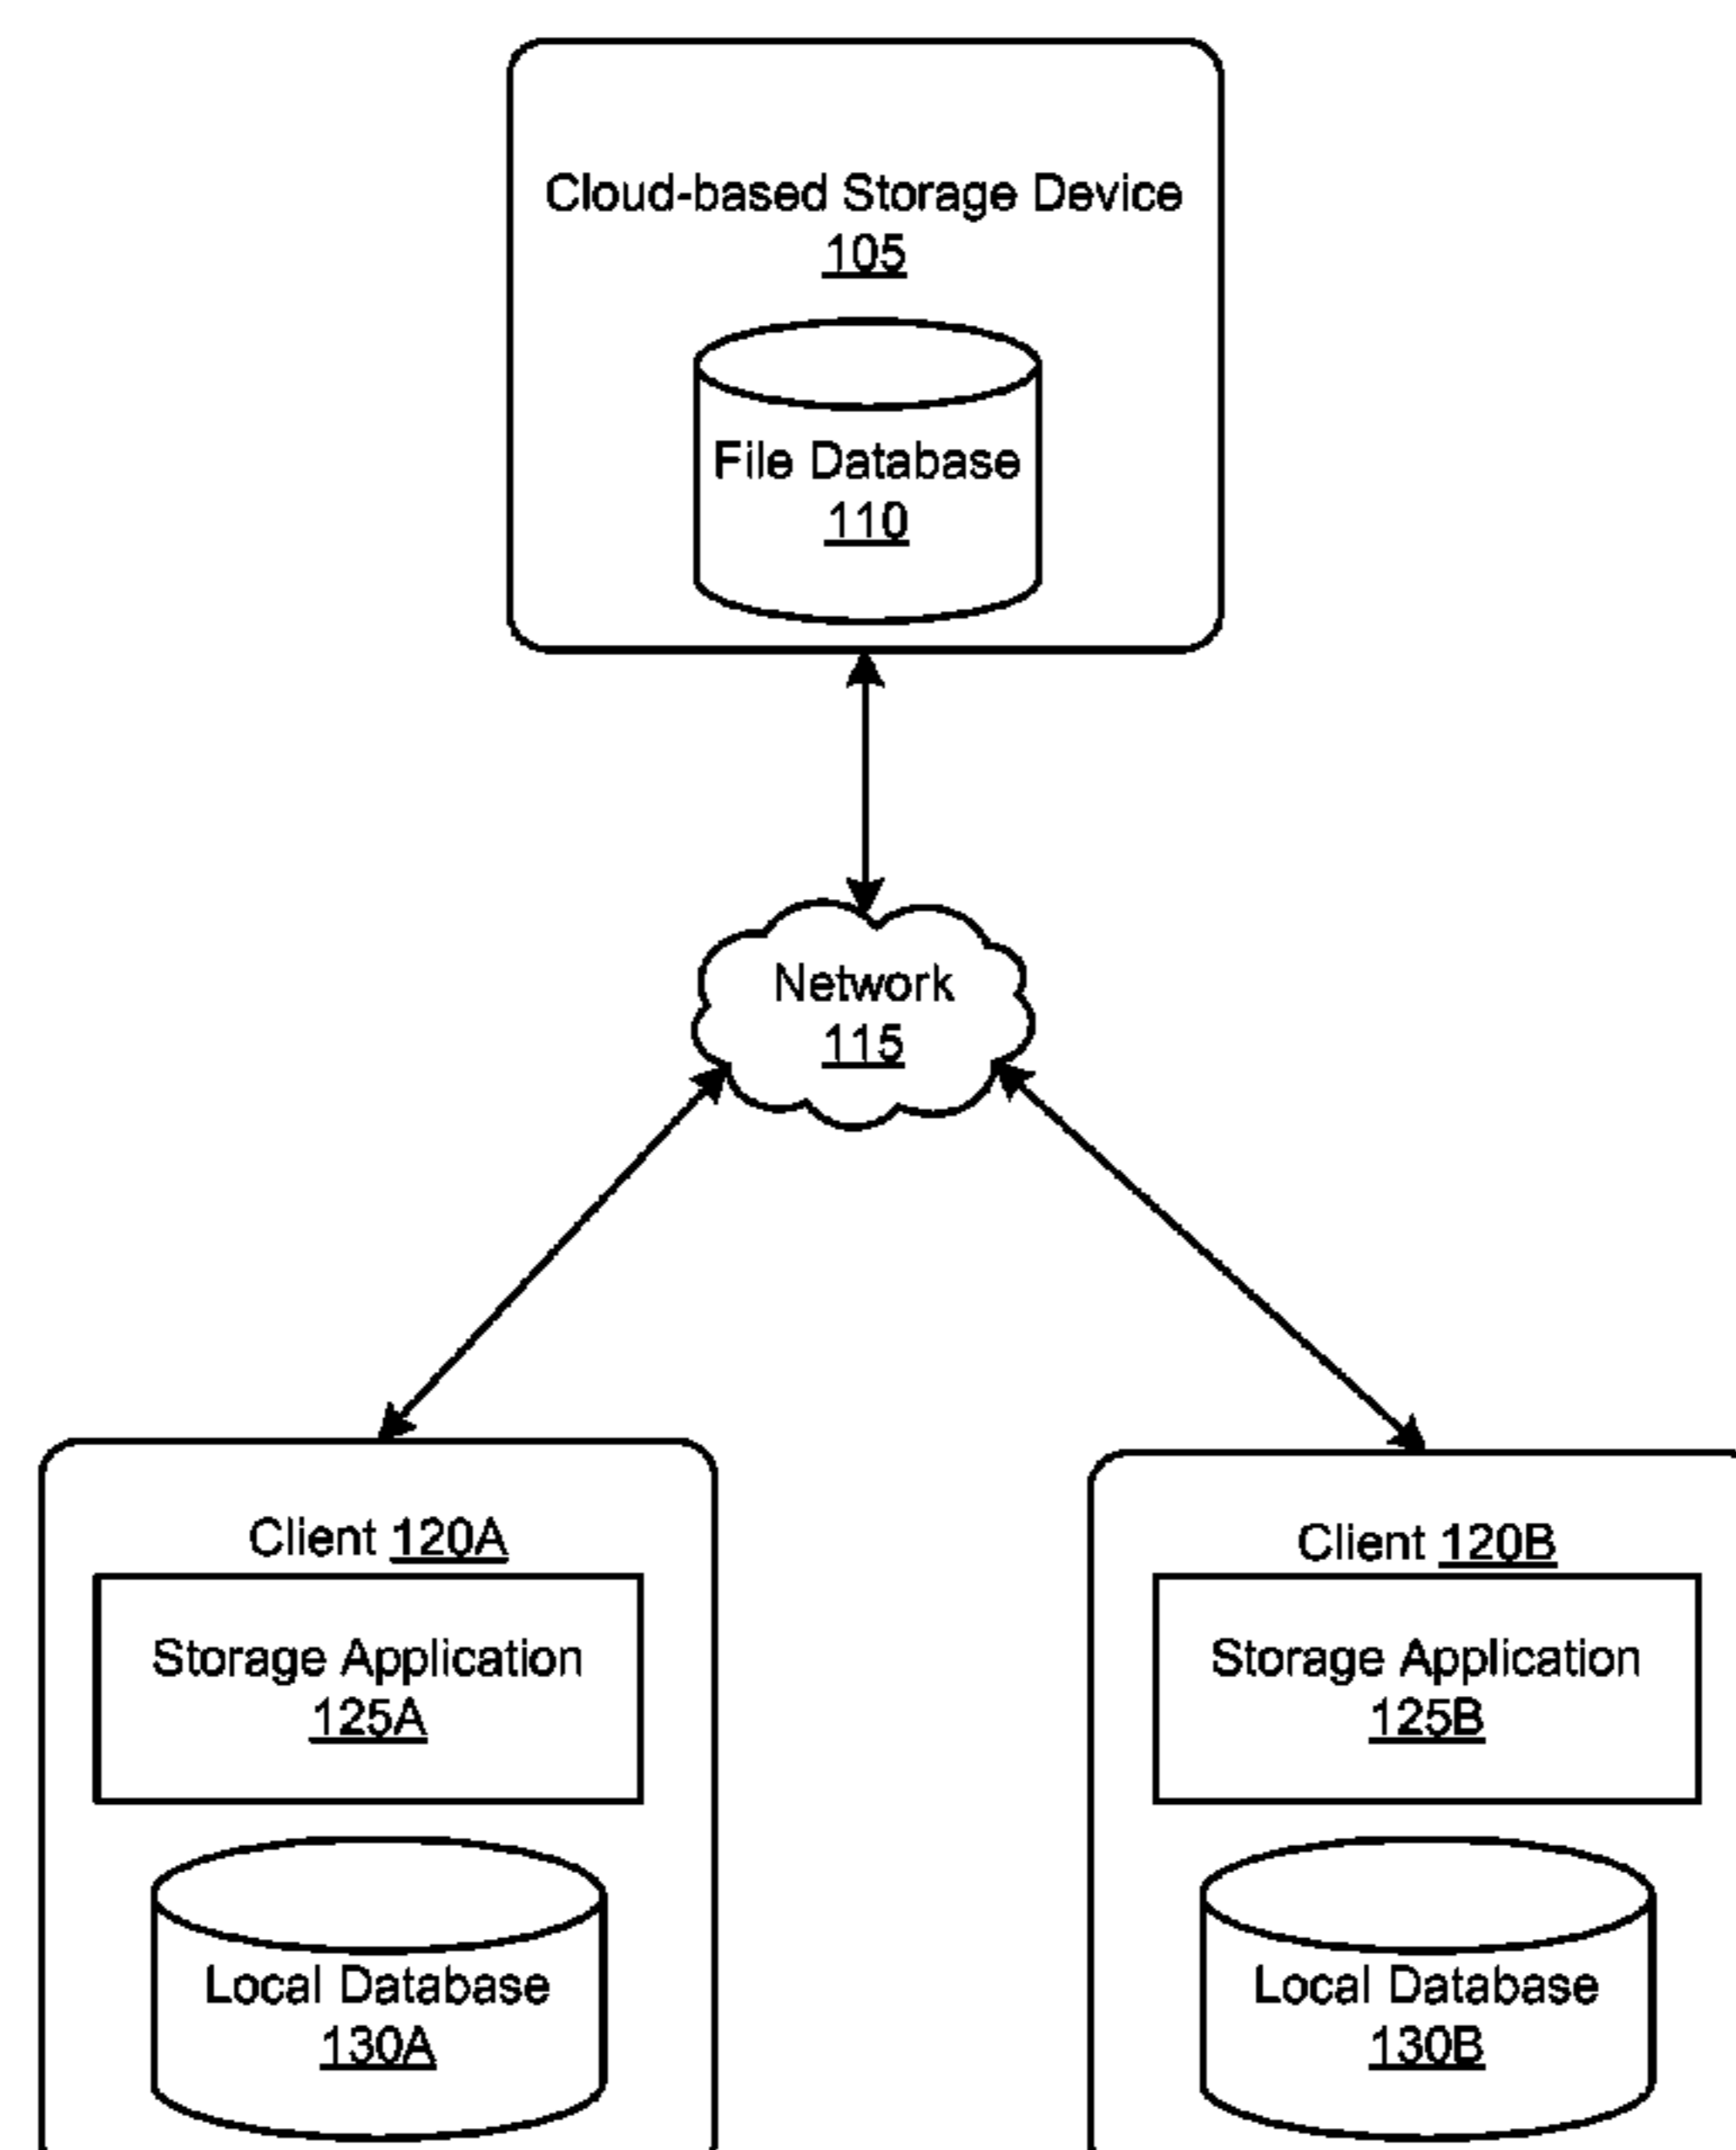 Cloud-based Storage Device
105
File Database
110
Network
115
Client 120A
Storage Application
125A
Local Database
130A
Client 120B
Storage Application
125B
Local Database
130B